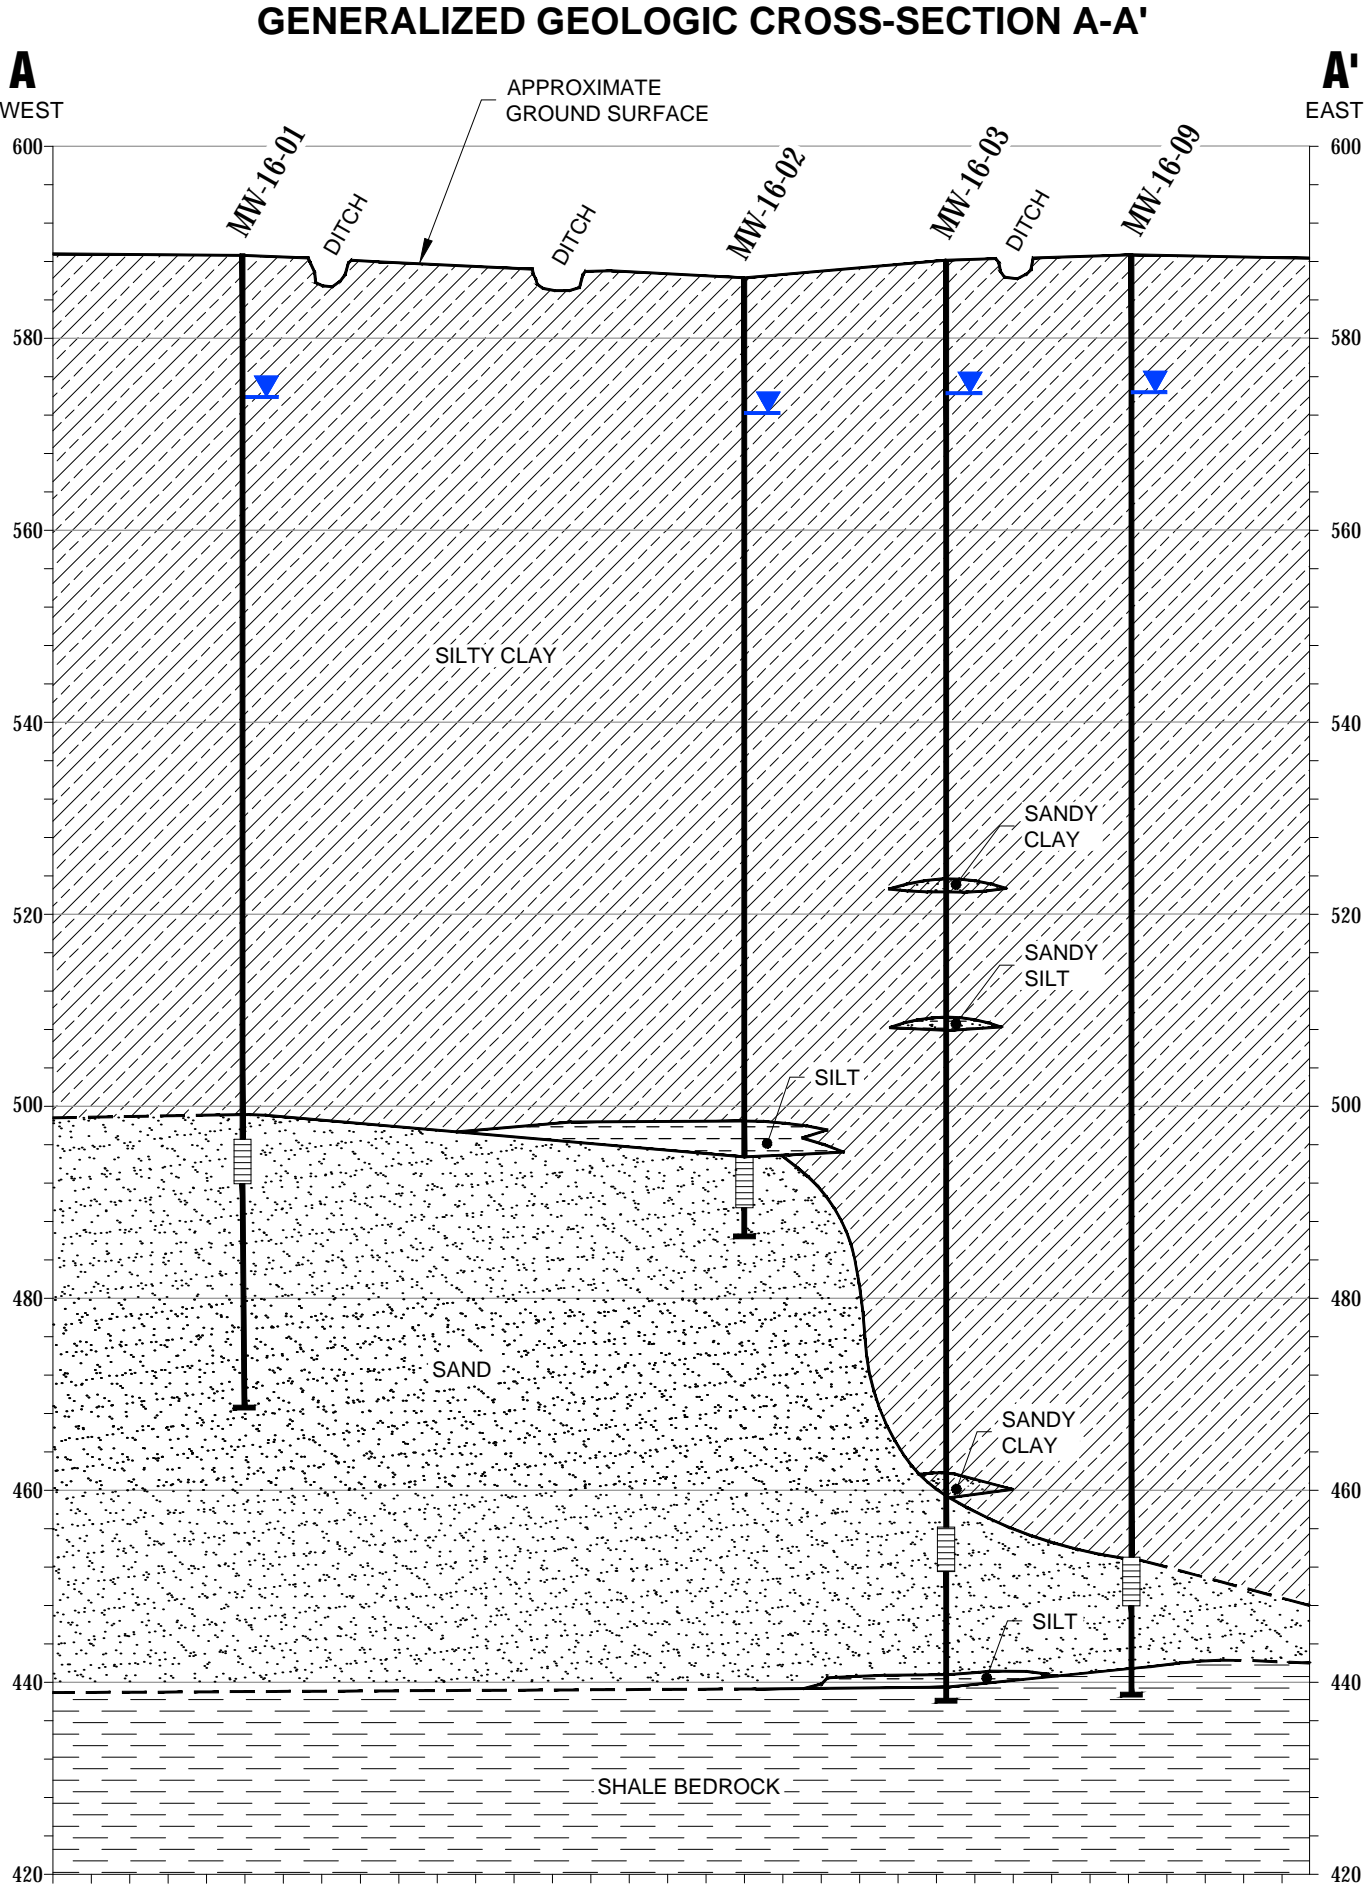 GENERALIZED GEOLOGIC CROSS-SECTION A-A'
A
WEST
A'
EAST
APPROXIMATE
GROUND SURFACE
MW-16-01
DITCH
DITCH
MW-16-02
MW-16-03
DITCH
MW-16-09
600
600
580
580
560
560
SILTY CLAY
540
540
SANDY
CLAY
520
520
SANDY
SILT
SILT
500
500
480
480
SAND
SANDY
CLAY
460
460
SILT
440
440
SHALE BEDROCK
420
420